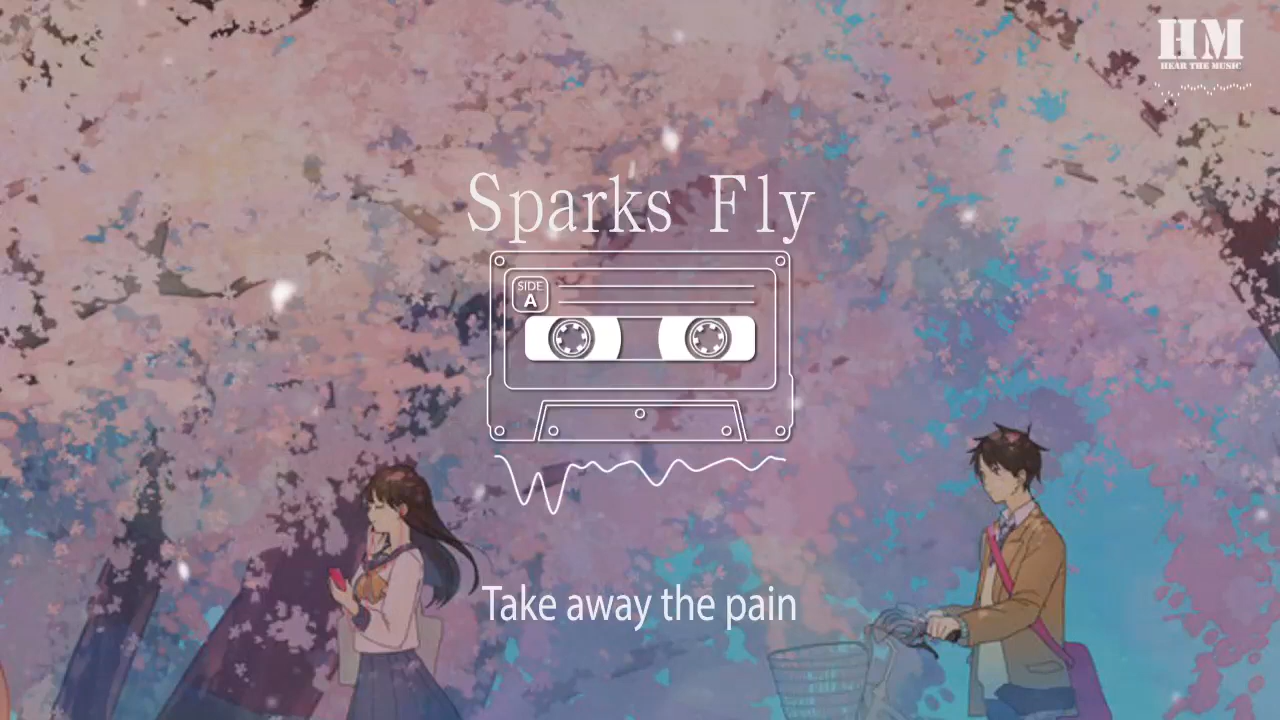 HM
HEAR THE MUSIC
Sparks Fly
SIDE
A
Take away the pain